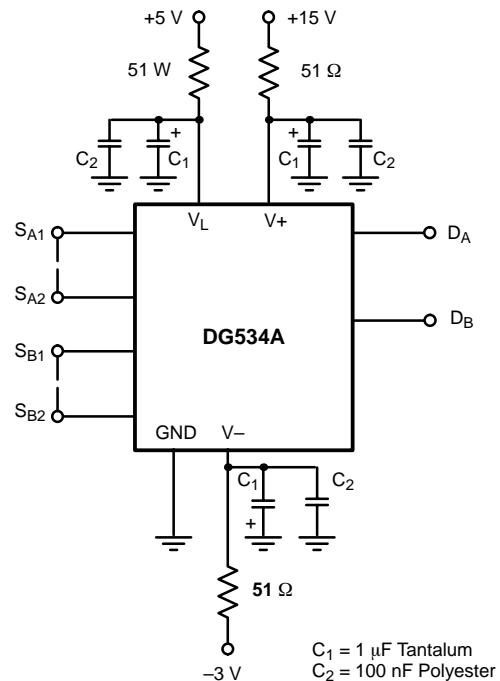 +5 V +15 V
51 W 51 Ω
+ +
C2 C1 C1 C2
VL V+
SA1 DA
SA2
DG534A DB
SB1
SB2
GND V–
C1 C2
+
51 Ω
–3 V
C1 = 1 μF Tantalum
C2 = 100 nF Polyester